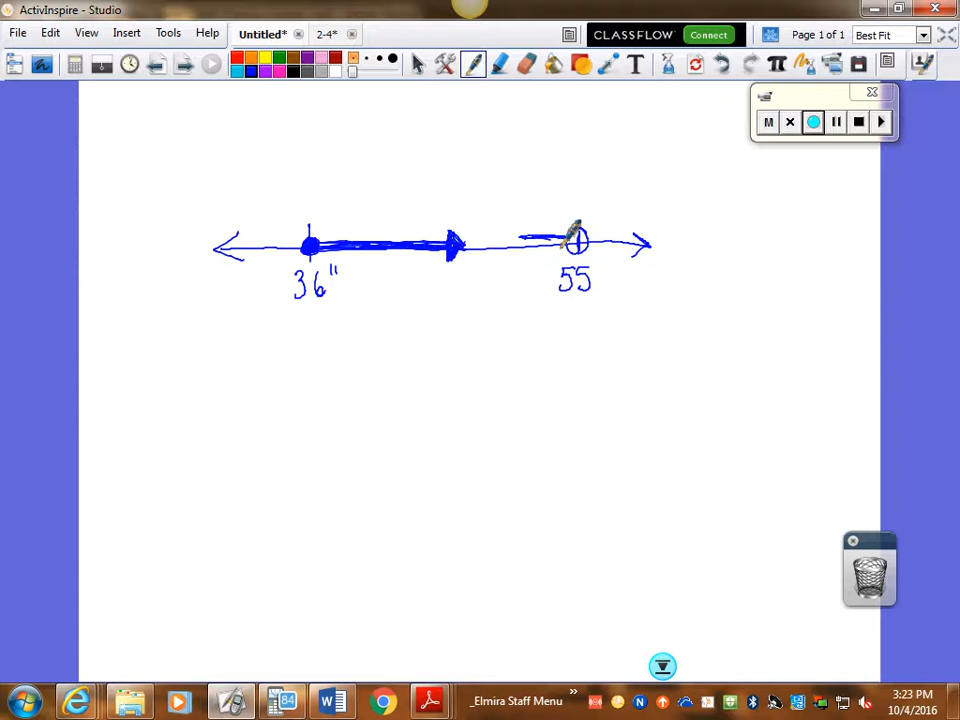 ActivInspire - Studio
File Edit View Insert Tools Help Untitled* 2-4* CLASSFLOW Connect Page 1 of 1 Best Fit
T π
M
36"
55
84 W _Elmira Staff Menu » N
3:23 PM
10/4/2016